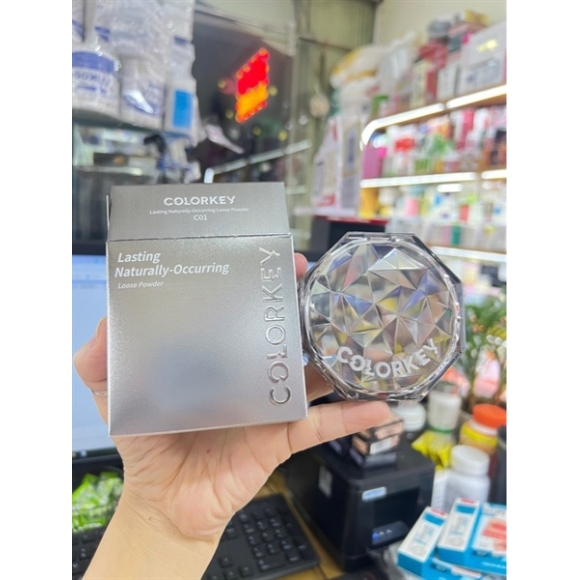 COLORKEY
Lasting Naturally-Occurring Loose Powder
C01
Lasting
Naturally-Occurring
Loose Powder
COLORKEY
COLORKEY